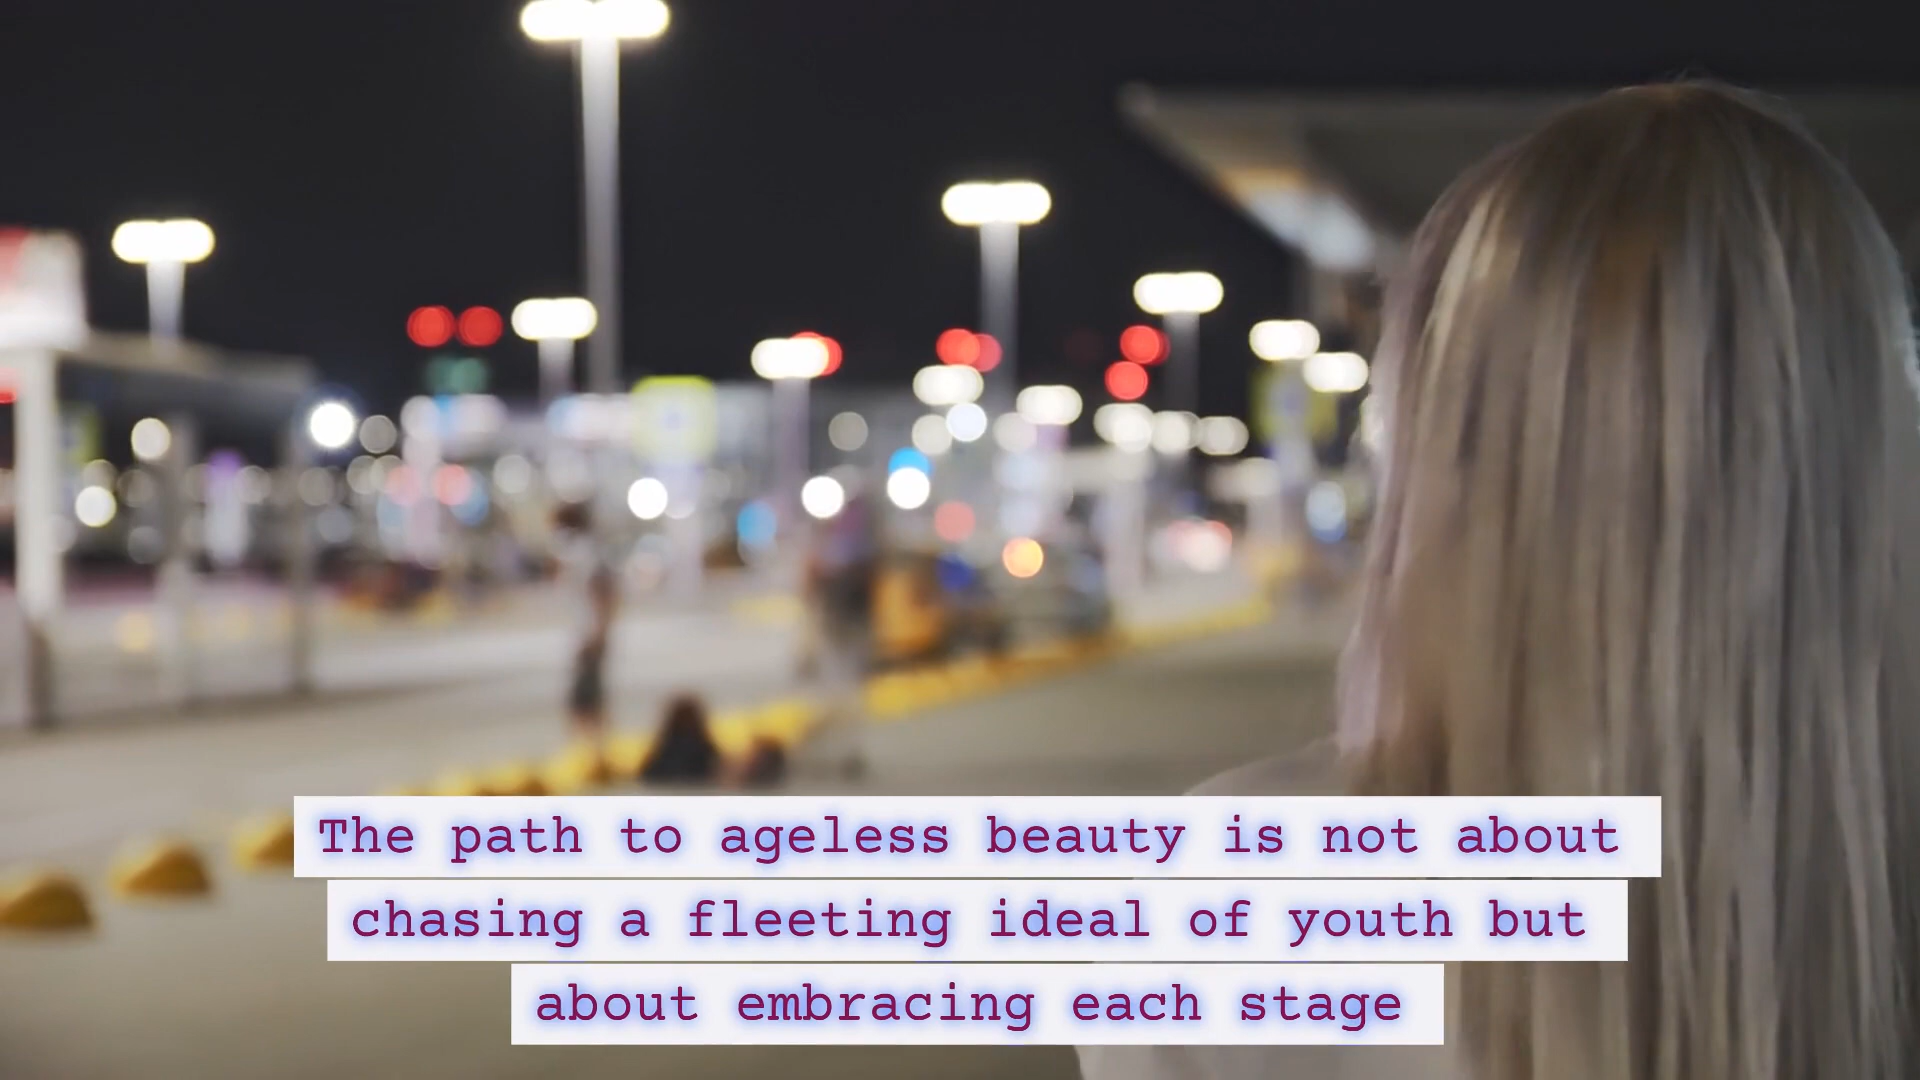 The path to ageless beauty is not about
chasing a fleeting ideal of youth but
about embracing each stage